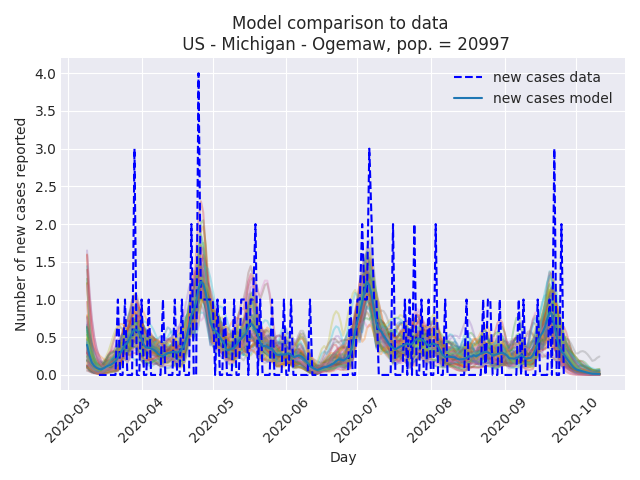 Model comparison to data
US - Michigan - Ogemaw, pop. = 20997
new cases data
new cases model
Number of new cases reported
4.0
3.5
3.0
2.5
2.0
1.5
1.0
0.5
0.0
2020-03
2020-04
2020-05
2020-06
2020-07
2020-08
2020-09
2020-10
Day